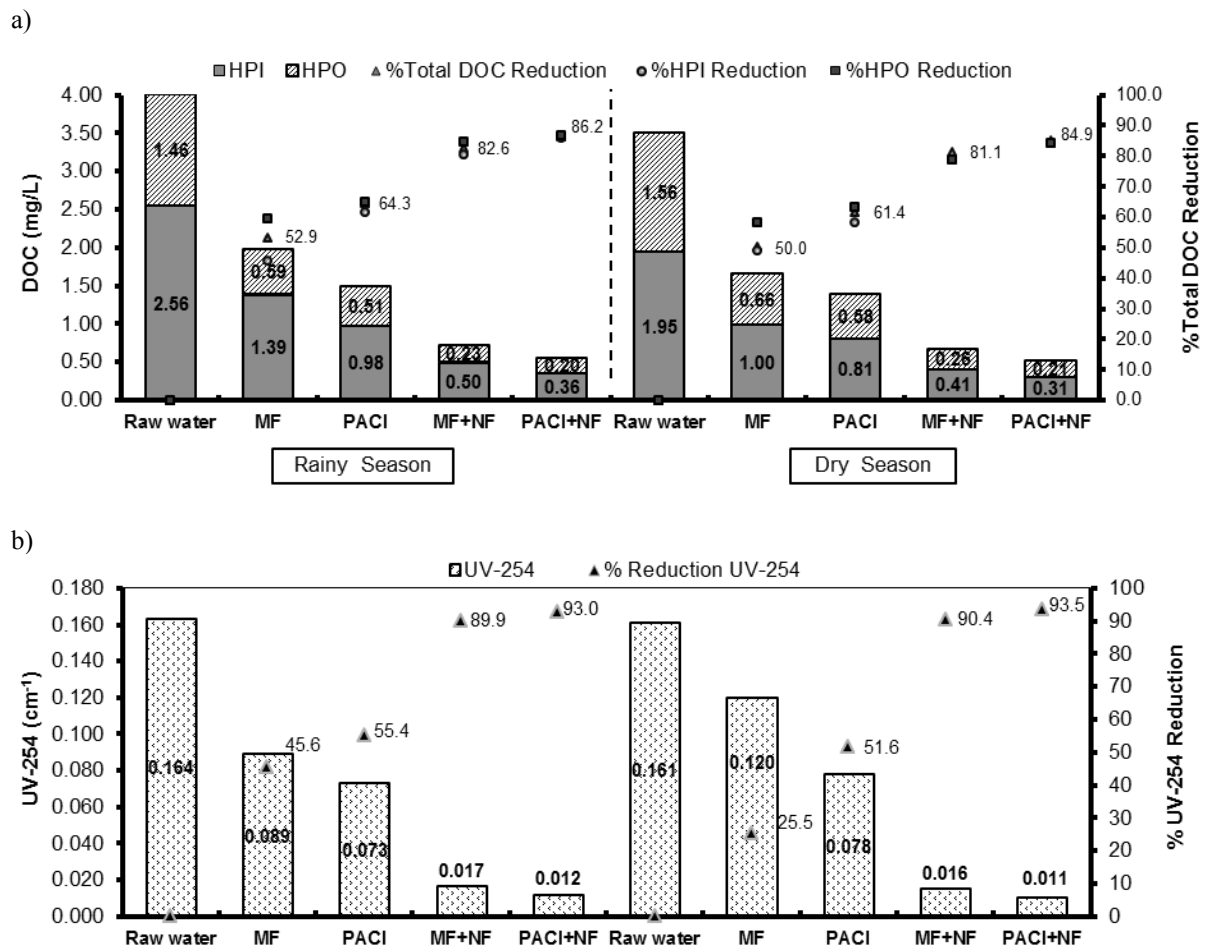 a)
HPI HPO %Total DOC Reduction %HPI Reduction %HPO Reduction
4.00 100.0
3.50 90.0
3.00 80.0
2.50 70.0
2.00 60.0
1.50 50.0
1.00 40.0
0.50 30.0
0.00 20.0
10.0
0.0
DOC (mg/L)
%Total DOC Reduction
1.46 2.56
52.9 0.59 1.39
64.3 0.51 0.98
82.6 0.23 0.50
86.2 0.20 0.36
1.56 1.95
50.0 0.66 1.00
61.4 0.58 0.81
81.1 0.26 0.41
84.9 0.21 0.31
Raw water MF PACl MF+NF PACl+NF Raw water MF PACl MF+NF PACl+NF
Rainy Season Dry Season
b)
UV-254 % Reduction UV-254
0.180 100
0.160 90
0.140 80
0.120 70
0.100 60
0.080 50
0.060 40
0.040 30
0.020 20
0.000 10
0
UV-254 (cm-1)
% UV-254 Reduction
0.164
45.6 0.089
55.4 0.073
89.9 0.017
93.0 0.012
0.161
0.120 25.5
51.6 0.078
90.4 0.016
93.5 0.011
Raw water MF PACl MF+NF PACl+NF Raw water MF PACl MF+NF PACl+NF